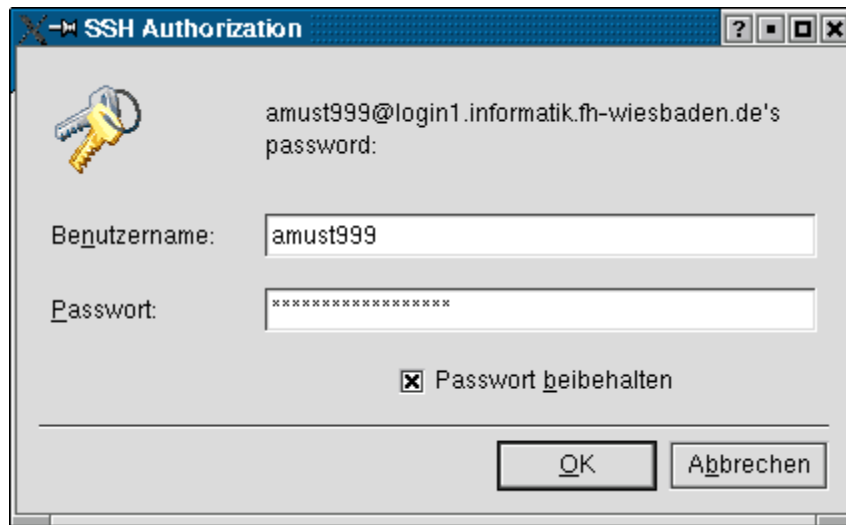 SSH Authorization
amust999@login1.informatik.fh-wiesbaden.de's
password:
Benutzername: amust999
Passwort: ******************
Passwort beibehalten
OK Abbrechen